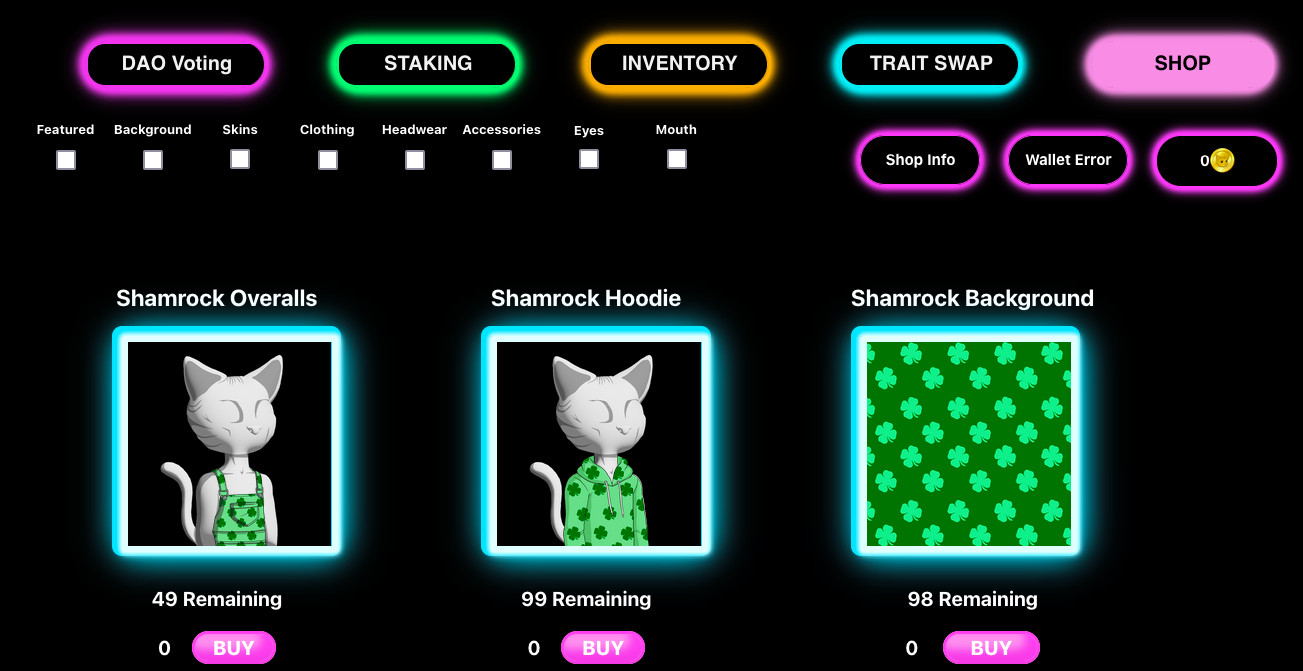 DAO Voting STAKING INVENTORY TRAIT SWAP SHOP
Featured Background Skins Clothing Headwear Accessories Eyes Mouth
Shop Info Wallet Error 0
Shamrock Overalls Shamrock Hoodie Shamrock Background
49 Remaining 99 Remaining 98 Remaining
0 BUY 0 BUY 0 BUY